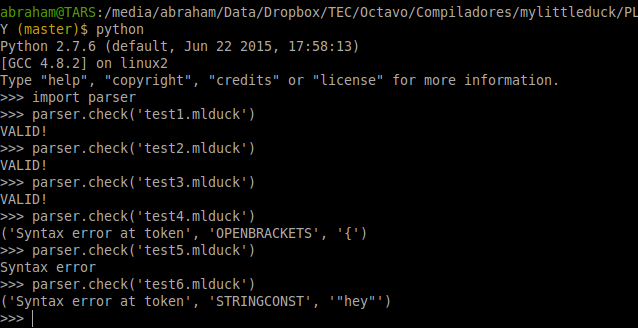 abraham@TARS:/media/abraham/Data/Dropbox/TEC/Octavo/Compiladores/mylittleduck/PL
Y (master)$ python
Python 2.7.6 (default, Jun 22 2015, 17:58:13)
[GCC 4.8.2] on linux2
Type "help", "copyright", "credits" or "license" for more information.
>>> import parser
>>> parser.check('test1.mlduck')
VALID!
>>> parser.check('test2.mlduck')
VALID!
>>> parser.check('test3.mlduck')
VALID!
>>> parser.check('test4.mlduck')
('Syntax error at token', 'OPENBRACKETS', '{')
>>> parser.check('test5.mlduck')
Syntax error
>>> parser.check('test6.mlduck')
('Syntax error at token', 'STRINGCONST', '"hey"')
>>>